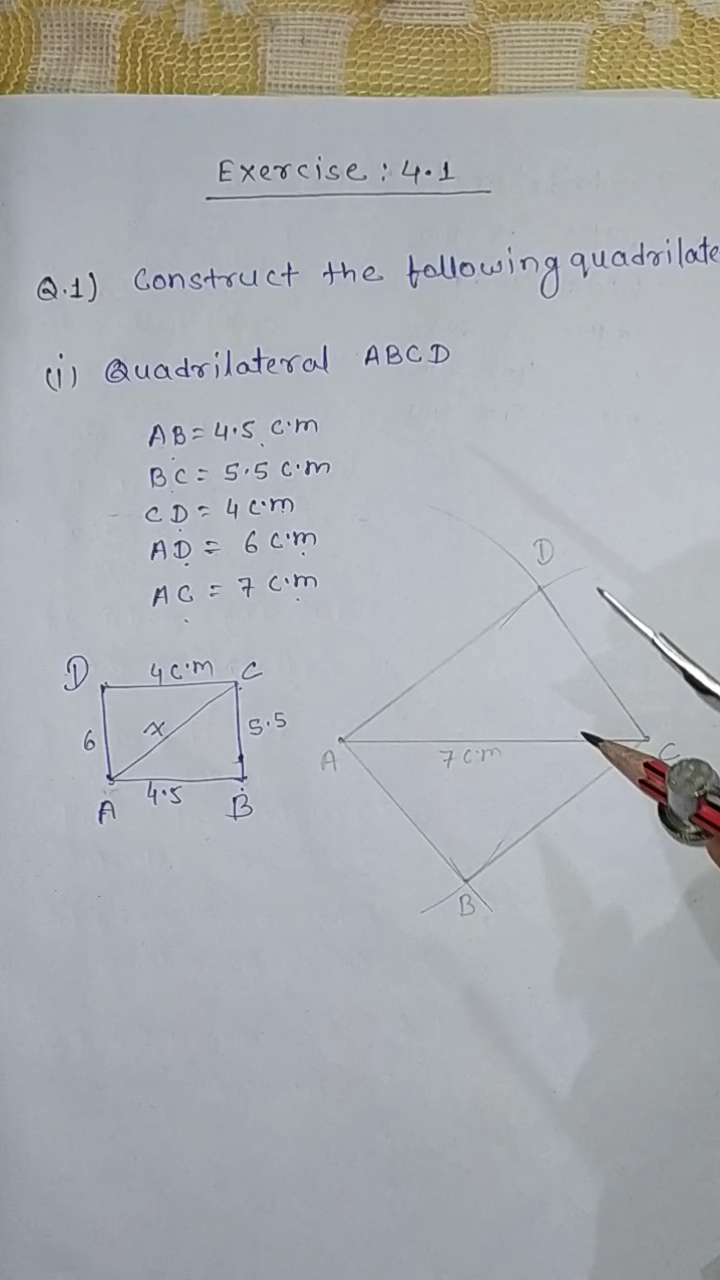 Exercise : 4.1
Q.1) Construct the following quadrilate
(i) Quadrilateral ABCD
AB = 4.5 c.m
BC = 5.5 c.m
CD = 4 c.m
AD = 6 c.m
AC = 7 c.m
D 4 c.m C
6 x 5.5
A 4.5 B
D
A 7 c.m C
B